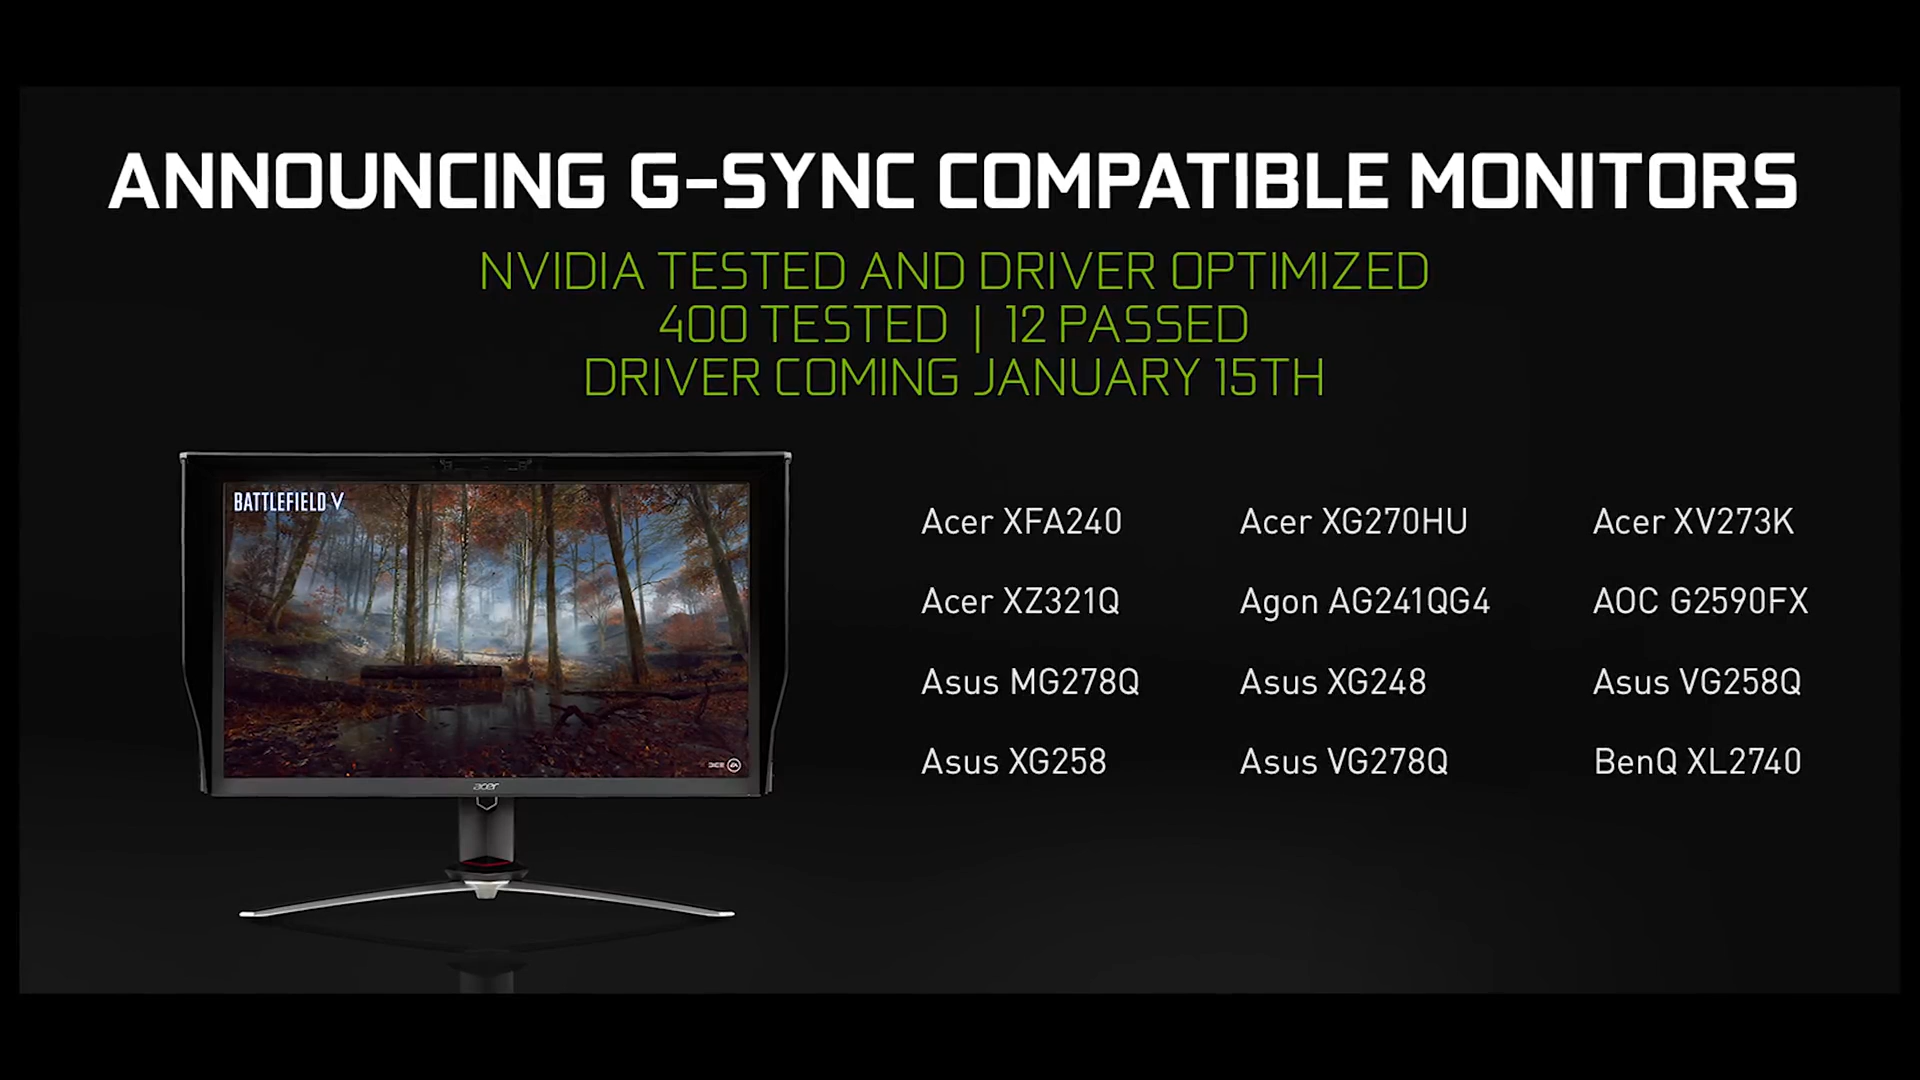 ANNOUNCING G-SYNC COMPATIBLE MONITORS
NVIDIA TESTED AND DRIVER OPTIMIZED
400 TESTED | 12 PASSED
DRIVER COMING JANUARY 15TH
BATTLEFIELD V
DICE EA
acer
Acer XFA240 Acer XG270HU Acer XV273K
Acer XZ321Q Agon AG241QG4 AOC G2590FX
Asus MG278Q Asus XG248 Asus VG258Q
Asus XG258 Asus VG278Q BenQ XL2740